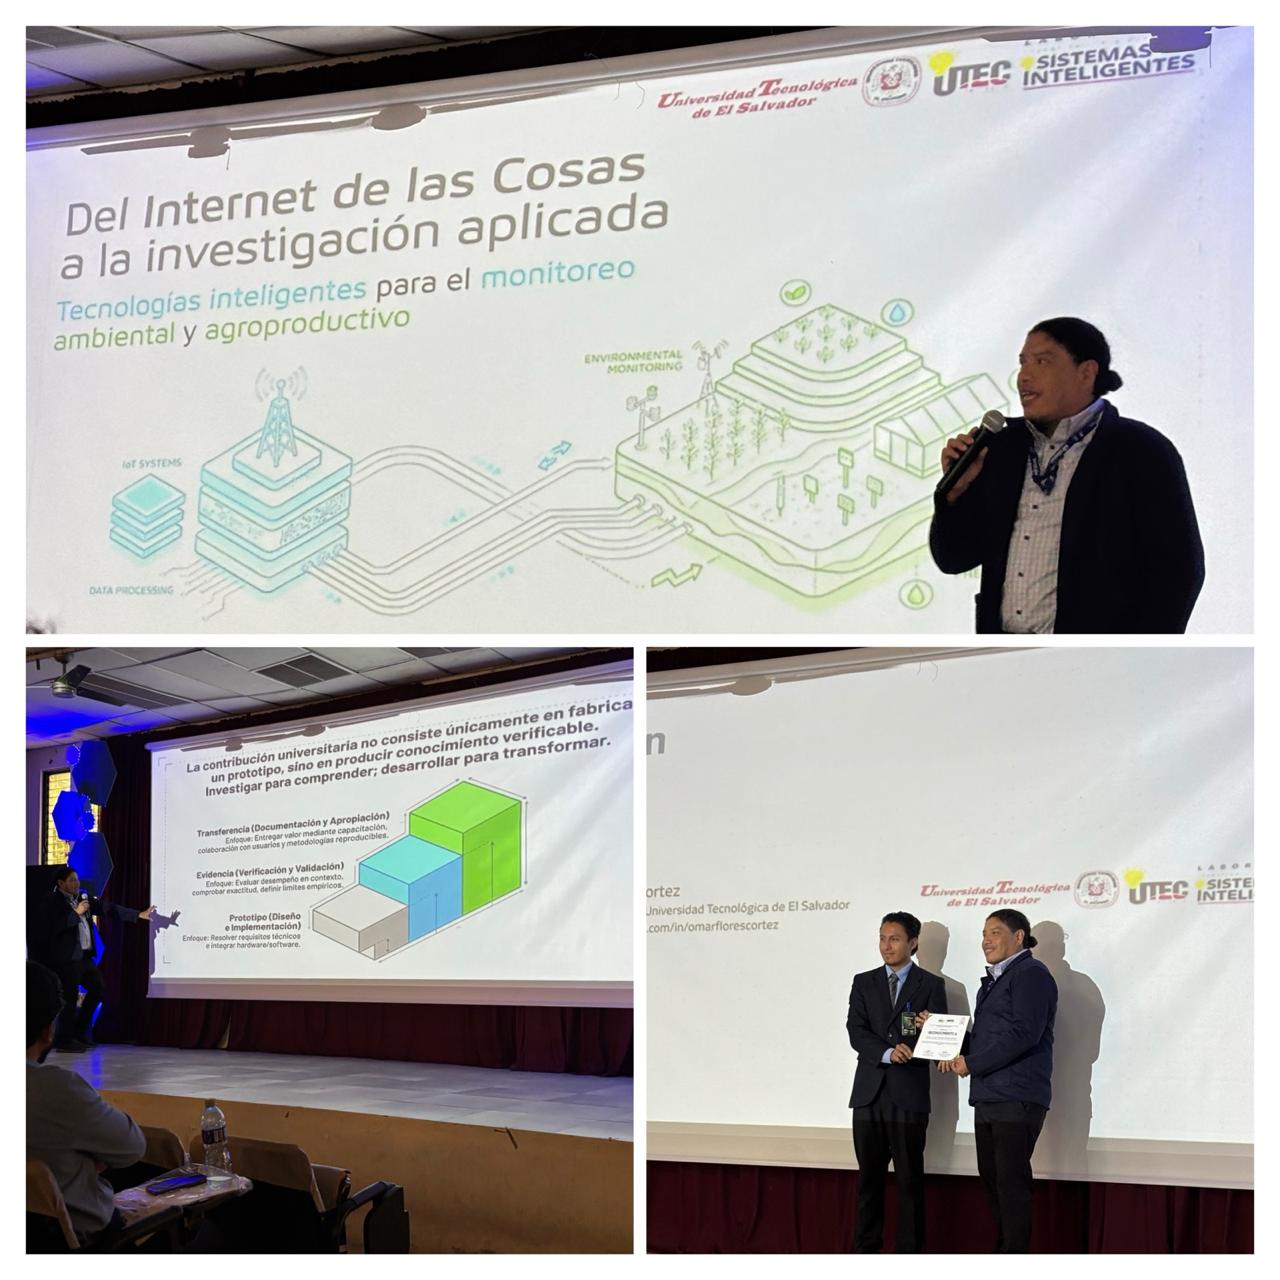 Universidad Tecnológica
de El Salvador
UTEC
SISTEMAS
INTELIGENTES
Del Internet de las Cosas
a la investigación aplicada
Tecnologías inteligentes para el monitoreo
ambiental y agroproductivo
ENVIRONMENTAL
MONITORING
IoT SYSTEMS
DATA PROCESSING
La contribución universitaria no consiste únicamente en fabrica
un prototipo, sino en producir conocimiento verificable.
Investigar para comprender; desarrollar para transformar.
Transferencia (Documentación y Apropiación)
Enfoque: Entregar valor mediante capacitación,
colaboración con usuarios y metodologías reproducibles.
Evidencia (Verificación y Validación)
Enfoque: Evaluar desempeño en contexto,
comprobar exactitud, definir límites empíricos.
Prototipo (Diseño
e Implementación)
Enfoque: Resolver requisitos técnicos
e integrar hardware/software.
n
ortez
Universidad Tecnológica de El Salvador
.com/in/omarflorescortez
Universidad Tecnológica
de El Salvador
UTEC
LABOR
SISTE
INTELI
RECONOCIMIENTO A